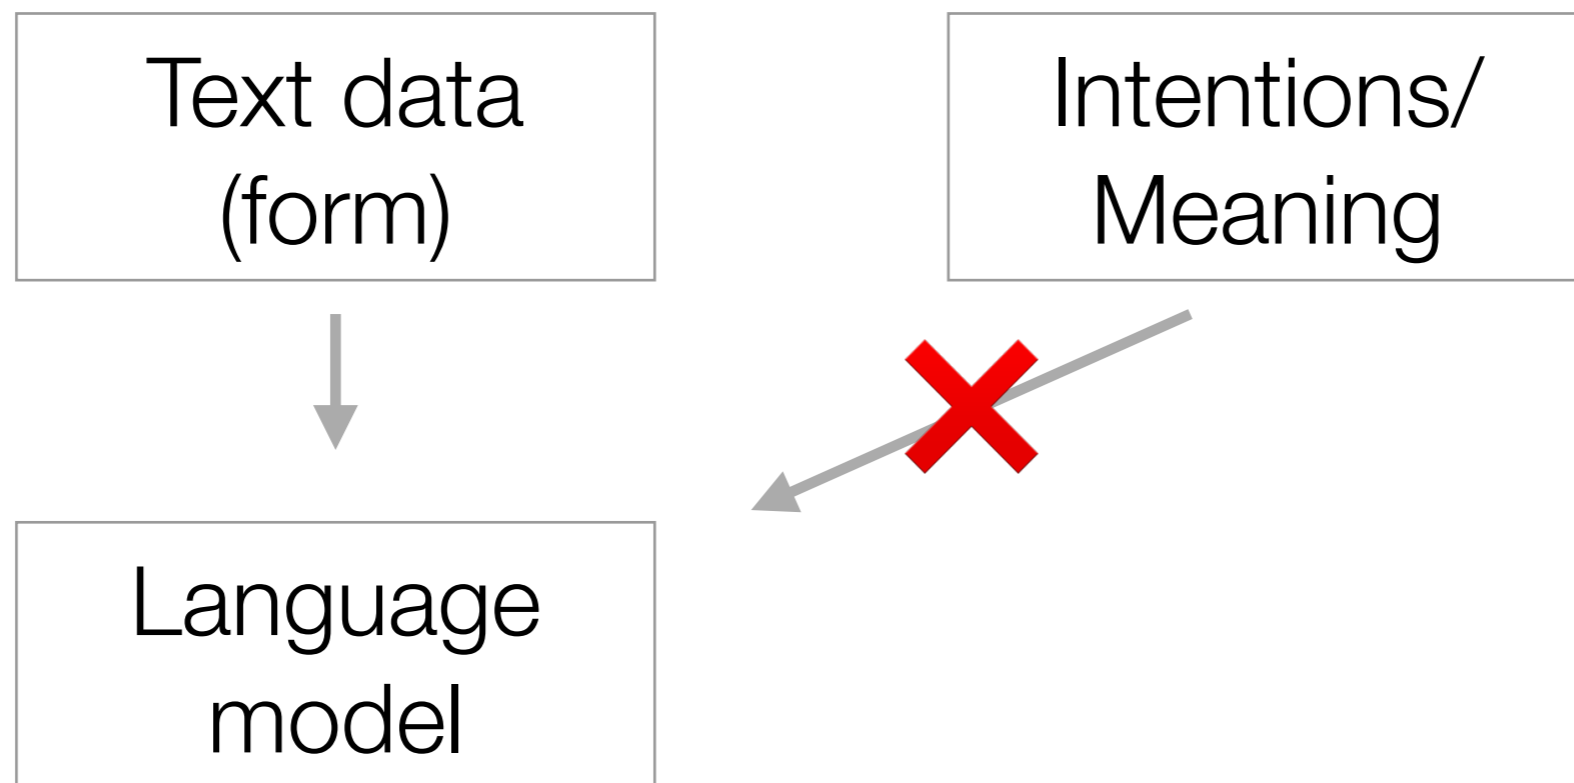 Text data
(form)
Intentions/
Meaning
Language
model